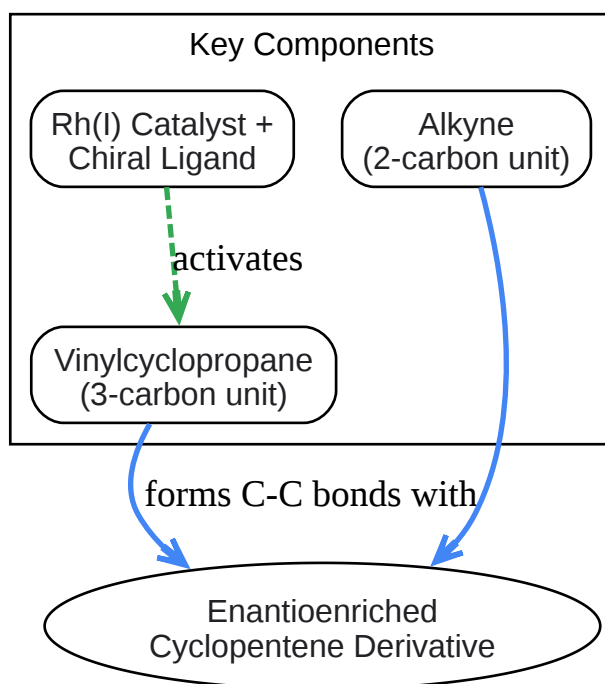 Key Components
Rh(I) Catalyst +
Chiral Ligand
Alkyne
(2-carbon unit)
activates
Vinylcyclopropane
(3-carbon unit)
forms C-C bonds with
Enantioenriched
Cyclopentene Derivative